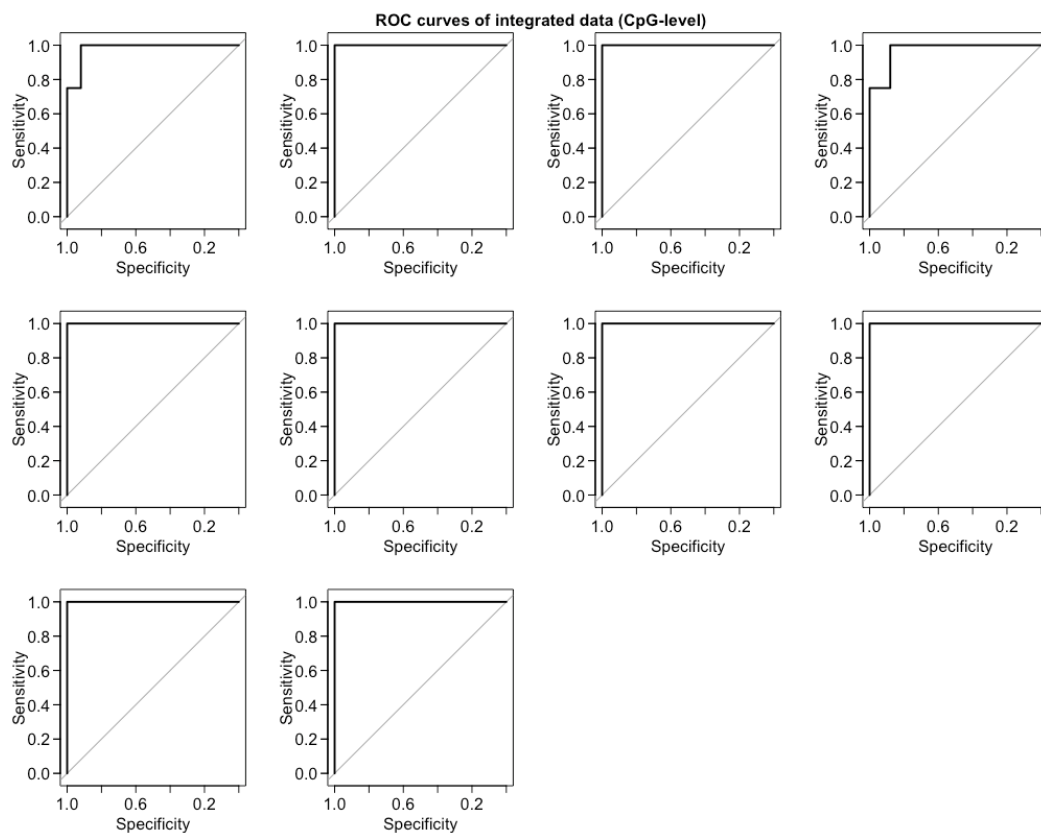 ROC curves of integrated data (CpG-level)
1.0 1.0 1.0 1.0
0.8 0.8 0.8 0.8
0.6 0.6 0.6 0.6
0.4 0.4 0.4 0.4
0.2 0.2 0.2 0.2
0.0 0.0 0.0 0.0
Sensitivity Sensitivity Sensitivity Sensitivity
1.0 0.6 0.2 1.0 0.6 0.2 1.0 0.6 0.2 1.0 0.6 0.2
Specificity Specificity Specificity Specificity
1.0 1.0 1.0 1.0
0.8 0.8 0.8 0.8
0.6 0.6 0.6 0.6
0.4 0.4 0.4 0.4
0.2 0.2 0.2 0.2
0.0 0.0 0.0 0.0
Sensitivity Sensitivity Sensitivity Sensitivity
1.0 0.6 0.2 1.0 0.6 0.2 1.0 0.6 0.2 1.0 0.6 0.2
Specificity Specificity Specificity Specificity
1.0 1.0
0.8 0.8
0.6 0.6
0.4 0.4
0.2 0.2
0.0 0.0
Sensitivity Sensitivity
1.0 0.6 0.2 1.0 0.6 0.2
Specificity Specificity